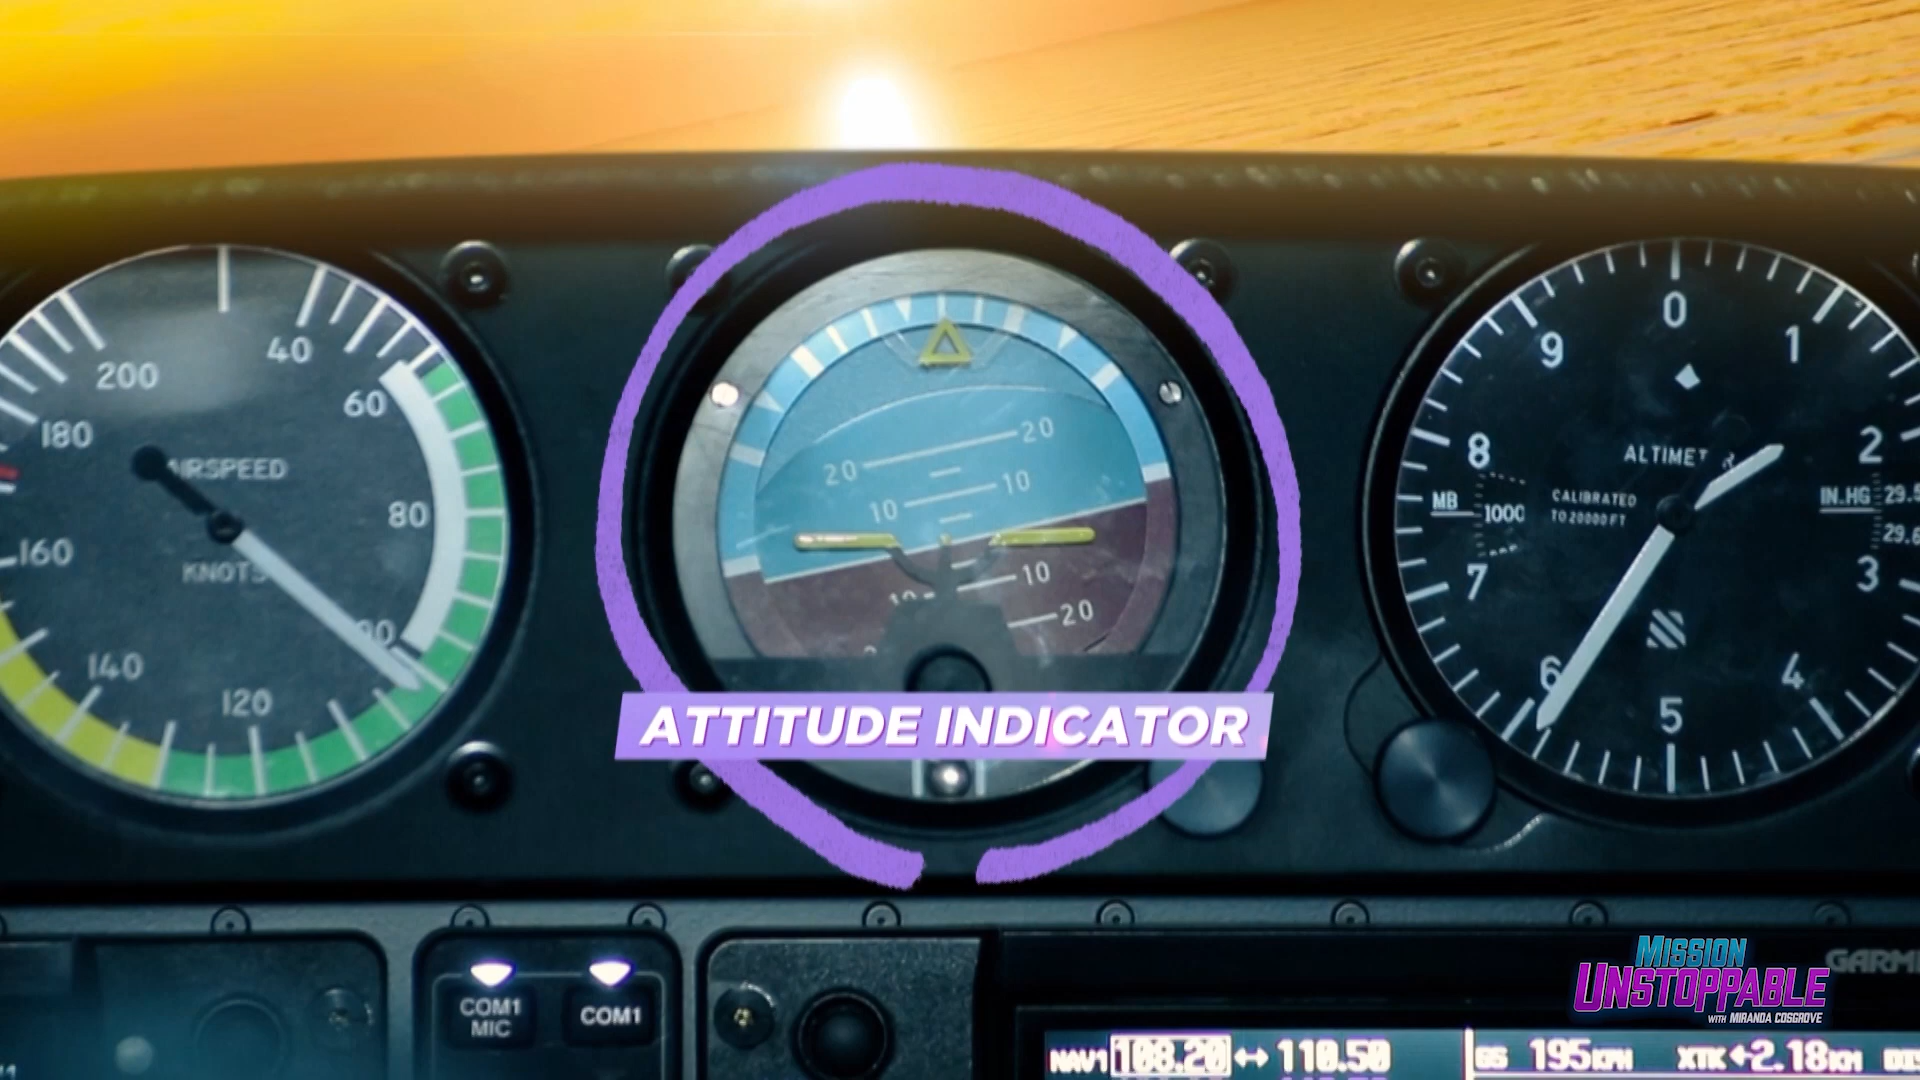 200
40
180
60
AIRSPEED
80
160
KNOTS
90
140
120
20
20
10
10
10
20
ATTITUDE INDICATOR
0
9
1
8
2
ALTIMETER
MB
1000
CALIBRATED
TO 20000 FT
IN.HG
7
3
6
4
5
COM1
MIC
COM1
NAV1 108.20↔110.50
GS 195KPH XTK←2.18KM
MISSION
UNSTOPPABLE
WITH MIRANDA COSGROVE